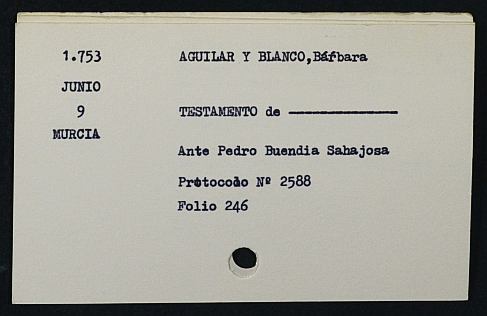 1.753 AGUILAR Y BLANCO,Bárbara
JUNIO
9 TESTAMENTO de ----------------
MURCIA
Ante Pedro Buendia Sahajosa
Protocolo Nº 2588
Folio 246